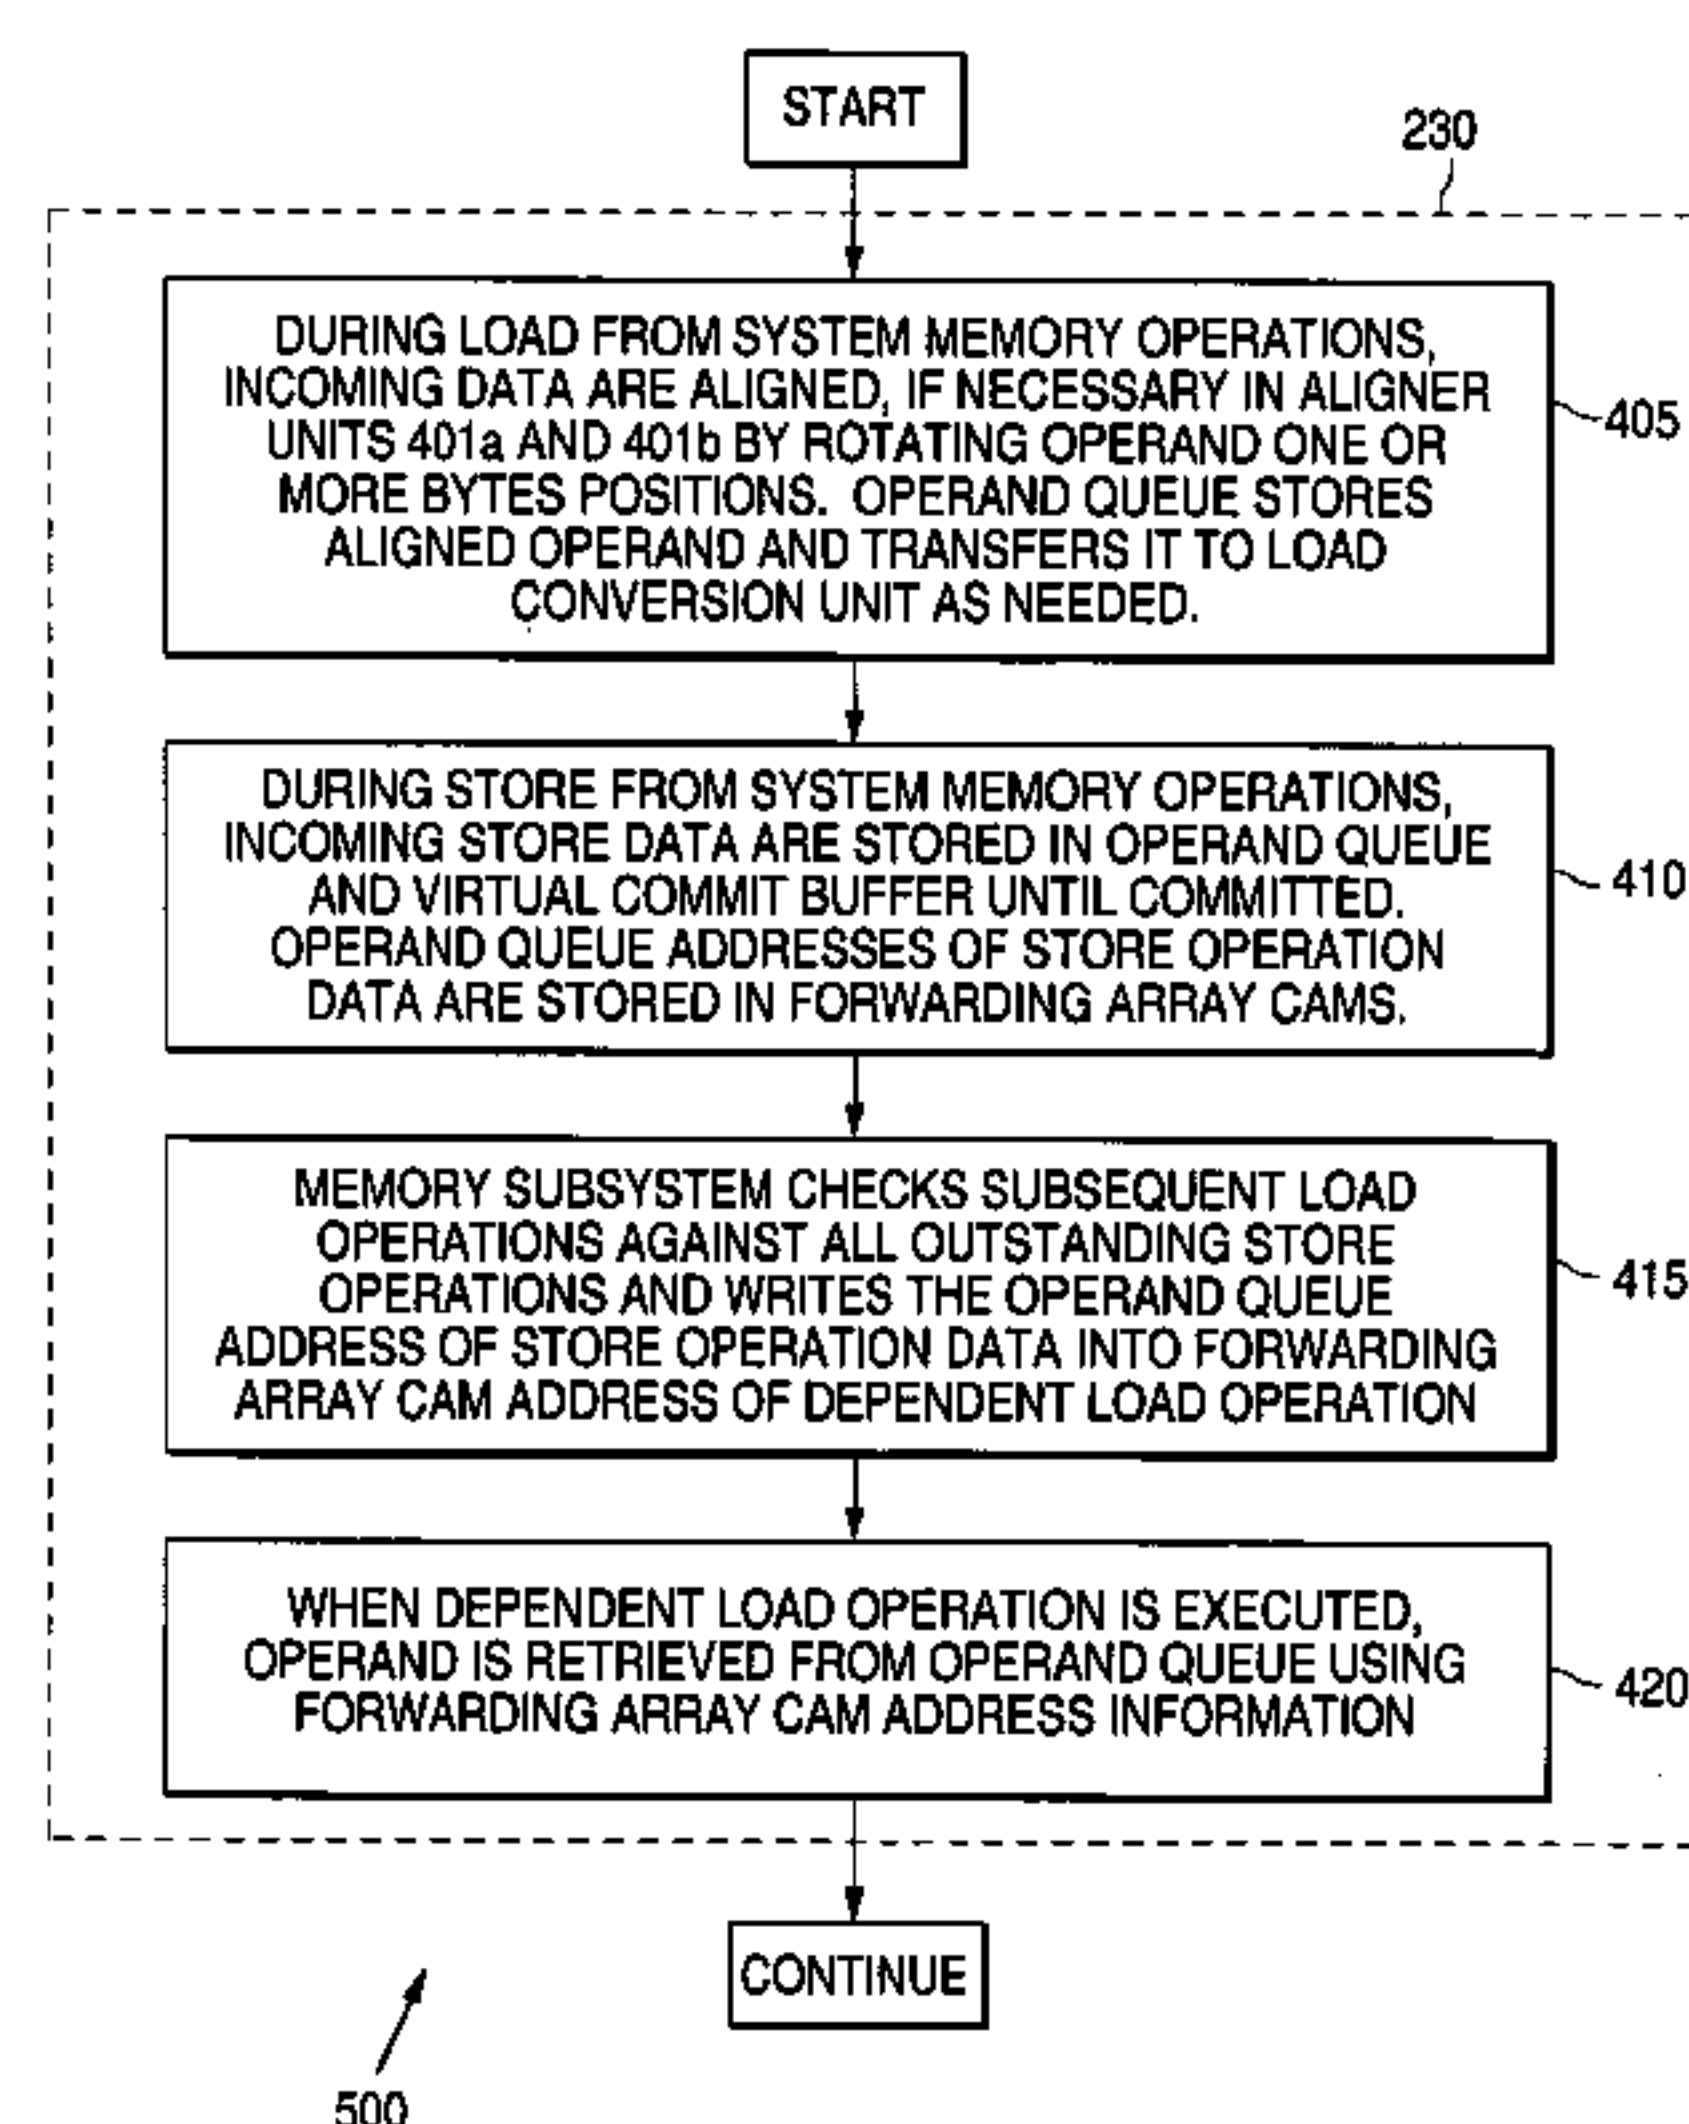 START
230
DURING LOAD FROM SYSTEM MEMORY OPERATIONS,
INCOMING DATA ARE ALIGNED, IF NECESSARY IN ALIGNER
UNITS 401a AND 401b BY ROTATING OPERAND ONE OR
MORE BYTES POSITIONS. OPERAND QUEUE STORES
ALIGNED OPERAND AND TRANSFERS IT TO LOAD
CONVERSION UNIT AS NEEDED.
405
DURING STORE FROM SYSTEM MEMORY OPERATIONS,
INCOMING STORE DATA ARE STORED IN OPERAND QUEUE
AND VIRTUAL COMMIT BUFFER UNTIL COMMITTED.
OPERAND QUEUE ADDRESSES OF STORE OPERATION
DATA ARE STORED IN FORWARDING ARRAY CAMS.
410
MEMORY SUBSYSTEM CHECKS SUBSEQUENT LOAD
OPERATIONS AGAINST ALL OUTSTANDING STORE
OPERATIONS AND WRITES THE OPERAND QUEUE
ADDRESS OF STORE OPERATION DATA INTO FORWARDING
ARRAY CAM ADDRESS OF DEPENDENT LOAD OPERATION
415
WHEN DEPENDENT LOAD OPERATION IS EXECUTED,
OPERAND IS RETRIEVED FROM OPERAND QUEUE USING
FORWARDING ARRAY CAM ADDRESS INFORMATION
420
CONTINUE
500